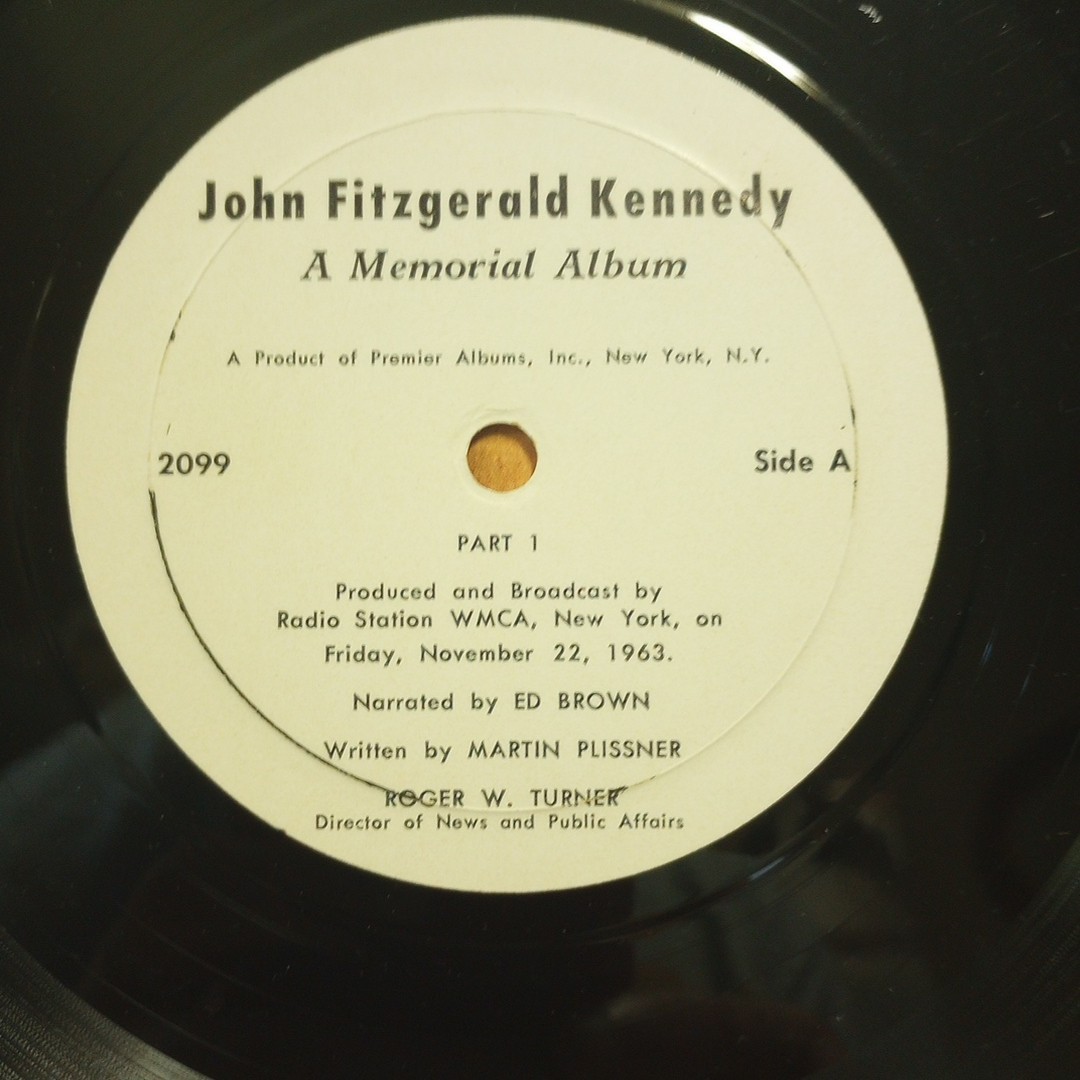 John Fitzgerald Kennedy
A Memorial Album
A Product of Premier Albums, Inc., New York, N.Y.
2099 Side A
PART 1
Produced and Broadcast by
Radio Station WMCA, New York, on
Friday, November 22, 1963.
Narrated by ED BROWN
Written by MARTIN PLISSNER
ROGER W. TURNER
Director of News and Public Affairs